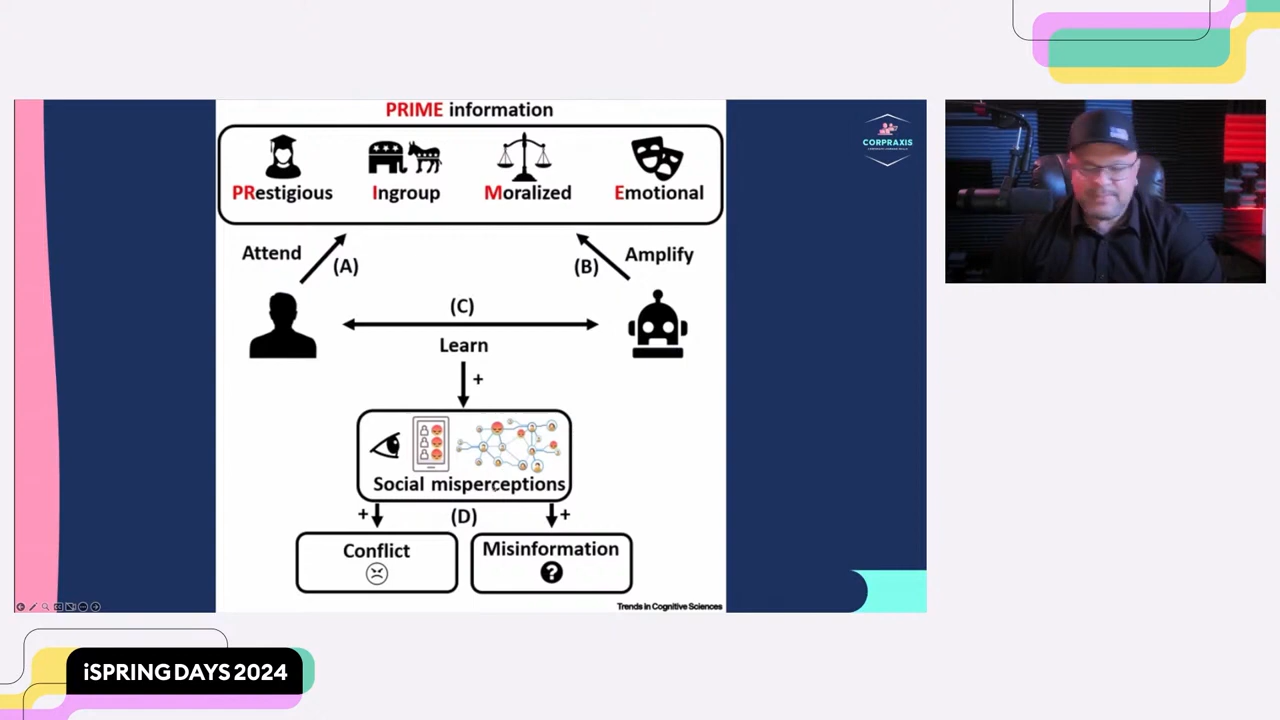 PRIME information
PRestigious
Ingroup
Moralized
Emotional
Attend
(A)
(B)
Amplify
(C)
Learn
+
Social misperceptions
+
(D)
+
Conflict
Misinformation
?
Trends in Cognitive Sciences
CORPRAXIS
iSPRING DAYS 2024